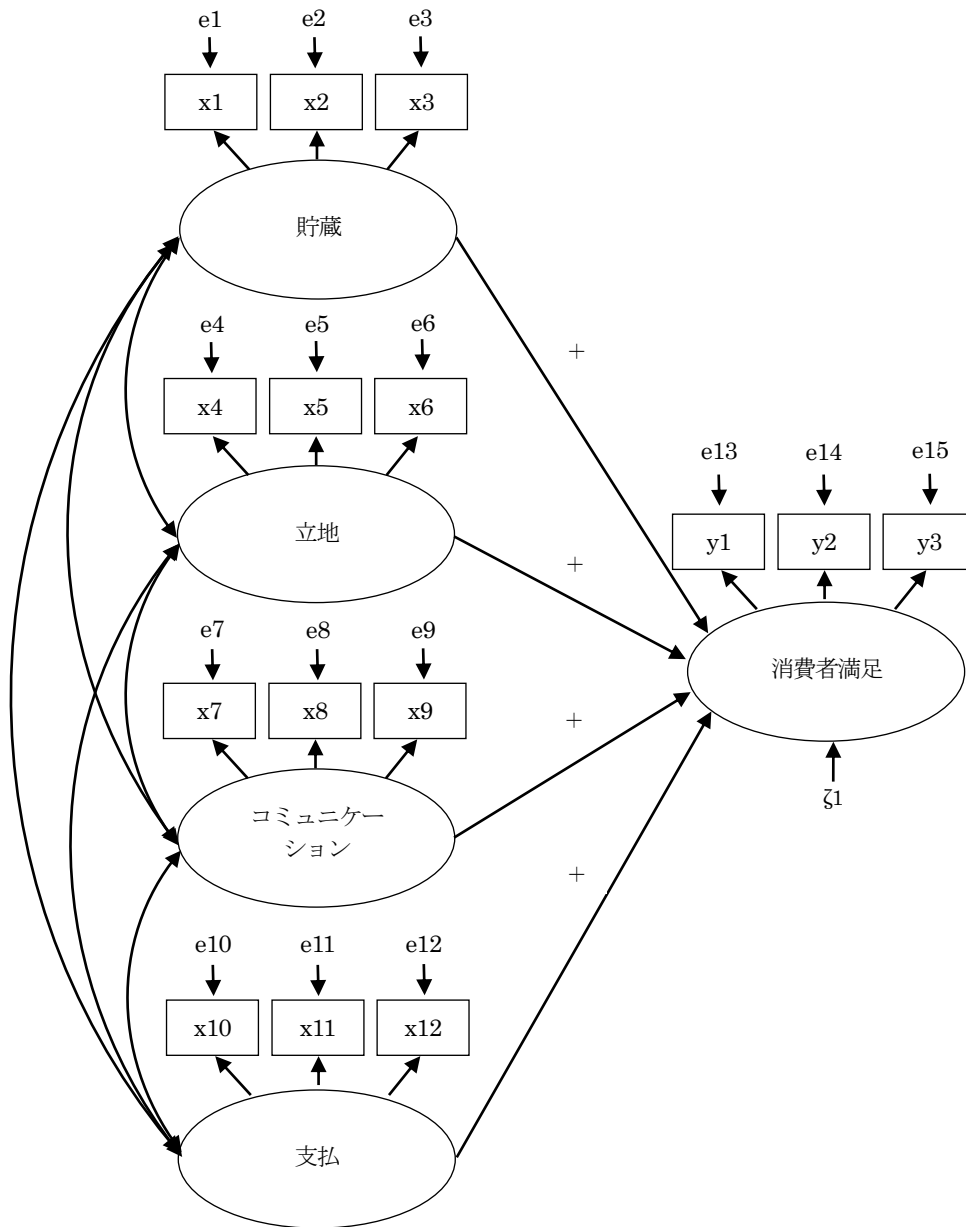 e1 e2 e3
x1 x2 x3
貯蔵
+
e4 e5 e6
x4 x5 x6
立地
+
e13 e14 e15
y1 y2 y3
消費者満足
ζ1
e7 e8 e9
x7 x8 x9
+
コミュニケー
ション
+
e10 e11 e12
x10 x11 x12
支払